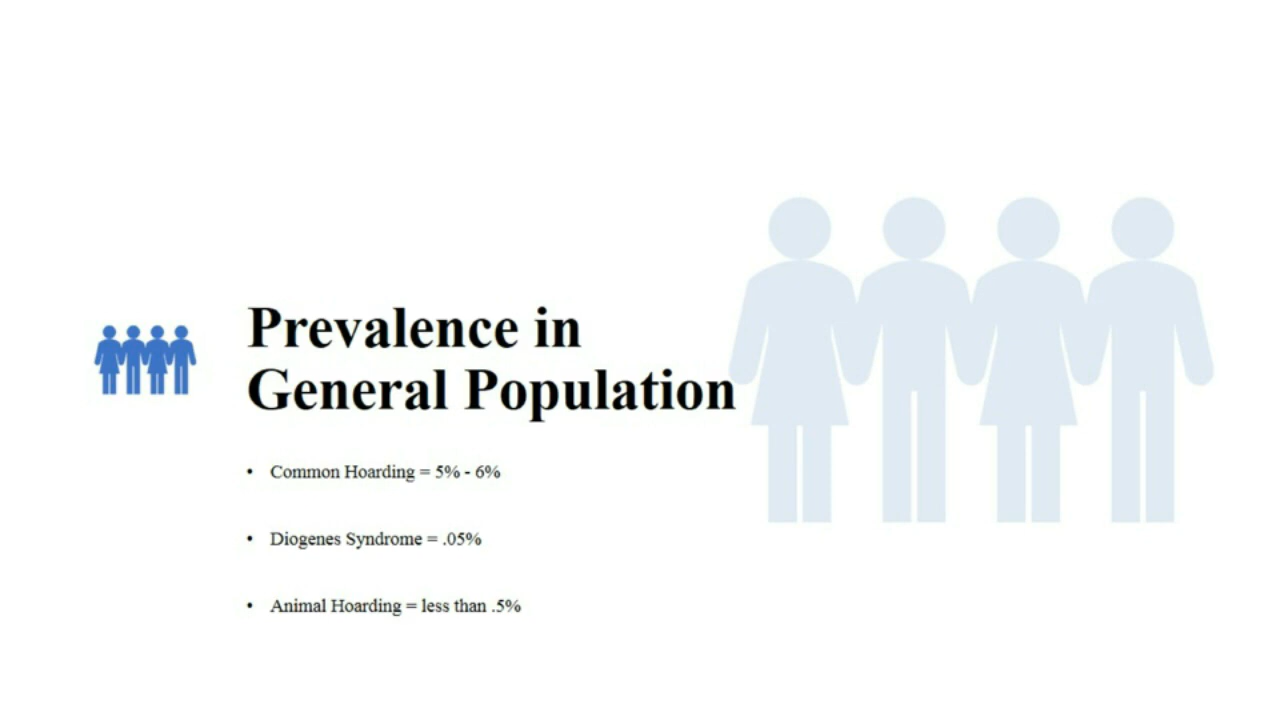 Prevalence in
General Population
• Common Hoarding = 5% - 6%
• Diogenes Syndrome = .05%
• Animal Hoarding = less than .5%